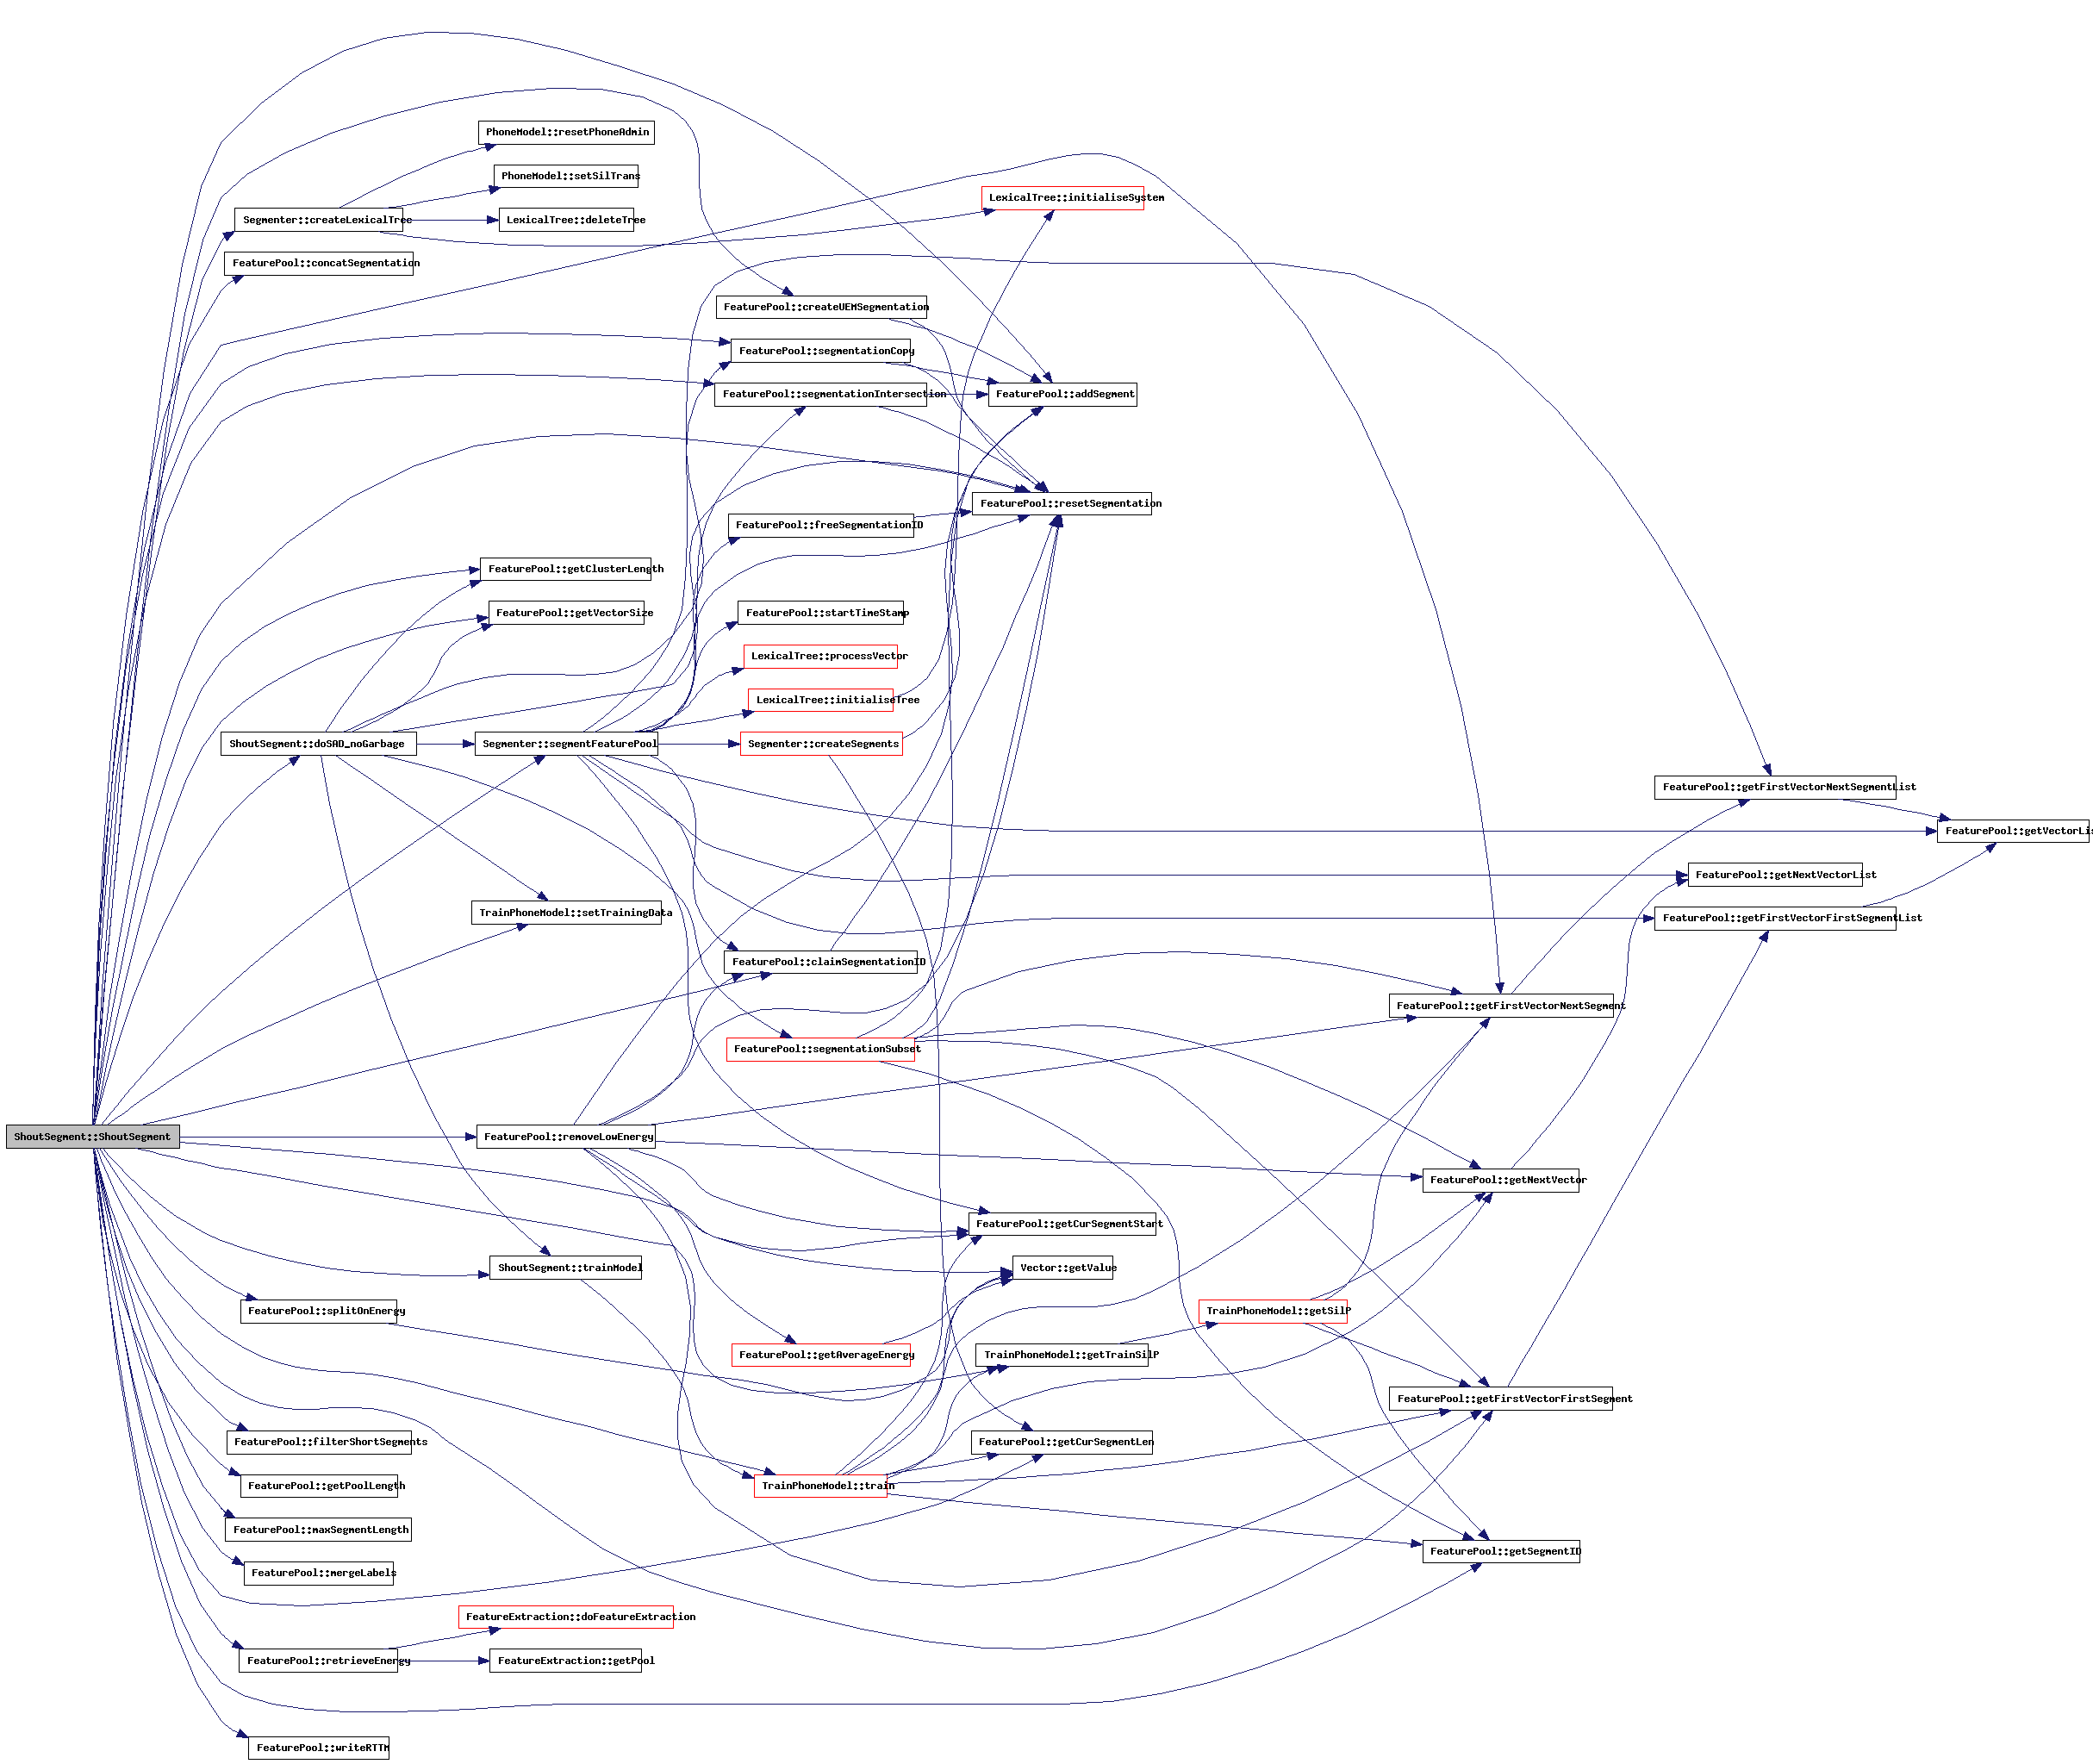 PhoneModel::resetPhoneAdmin
PhoneModel::setSilTrans
LexicalTree::initialiseSystem
Segmenter::createLexicalTree
LexicalTree::deleteTree
FeaturePool::concatSegmentation
FeaturePool::createUEMSegmentation
FeaturePool::segmentationCopy
FeaturePool::segmentationIntersection
FeaturePool::addSegment
FeaturePool::resetSegmentation
FeaturePool::freeSegmentationID
FeaturePool::getClusterLength
FeaturePool::getVectorSize
FeaturePool::startTimeStamp
LexicalTree::processVector
LexicalTree::initialiseTree
ShoutSegment::doSAD_noGarbage
Segmenter::segmentFeaturePool
Segmenter::createSegments
FeaturePool::getFirstVectorNextSegmentList
FeaturePool::getVectorLis
FeaturePool::getNextVectorList
TrainPhoneModel::setTrainingData
FeaturePool::getFirstVectorFirstSegmentList
FeaturePool::claimSegmentationID
FeaturePool::getFirstVectorNextSegment
FeaturePool::segmentationSubset
ShoutSegment::ShoutSegment
FeaturePool::removeLowEnergy
FeaturePool::getNextVector
FeaturePool::getCurSegmentStart
ShoutSegment::trainModel
Vector::getValue
FeaturePool::splitOnEnergy
TrainPhoneModel::getSilP
FeaturePool::getAverageEnergy
TrainPhoneModel::getTrainSilP
FeaturePool::getFirstVectorFirstSegment
FeaturePool::filterShortSegments
FeaturePool::getCurSegmentLen
FeaturePool::getPoolLength
TrainPhoneModel::train
FeaturePool::maxSegmentLength
FeaturePool::getSegmentID
FeaturePool::mergeLabels
FeatureExtraction::doFeatureExtraction
FeaturePool::retrieveEnergy
FeatureExtraction::getPool
FeaturePool::writeRTTM